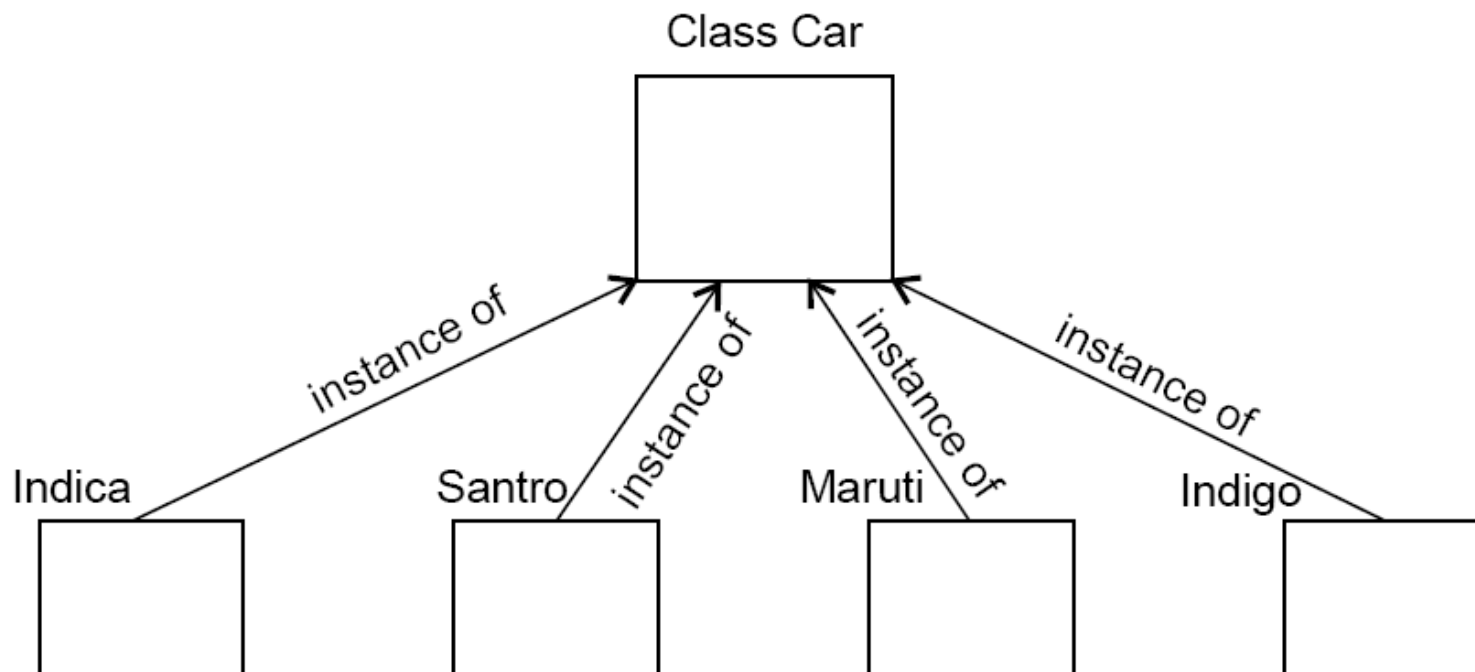 Class Car
instance of
instance of
instance of
instance of
Indica
Santro
Maruti
Indigo